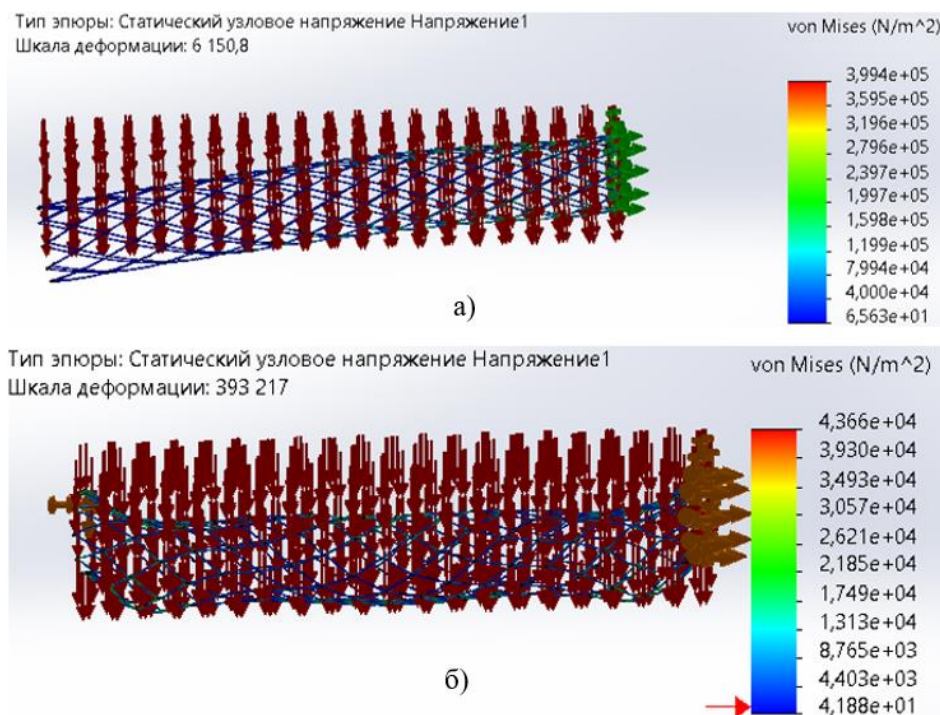 Тип эпюры: Статический узловое напряжение Напряжение1
Шкала деформации: 6 150,8
von Mises (N/m^2)
3,994e+05
3,595e+05
3,196e+05
2,796e+05
2,397e+05
1,997e+05
1,598e+05
1,199e+05
7,994e+04
4,000e+04
6,563e+01
а)
Тип эпюры: Статический узловое напряжение Напряжение1
Шкала деформации: 393 217
von Mises (N/m^2)
4,366e+04
3,930e+04
3,493e+04
3,057e+04
2,621e+04
2,185e+04
1,749e+04
1,313e+04
8,765e+03
4,403e+03
4,188e+01
б)